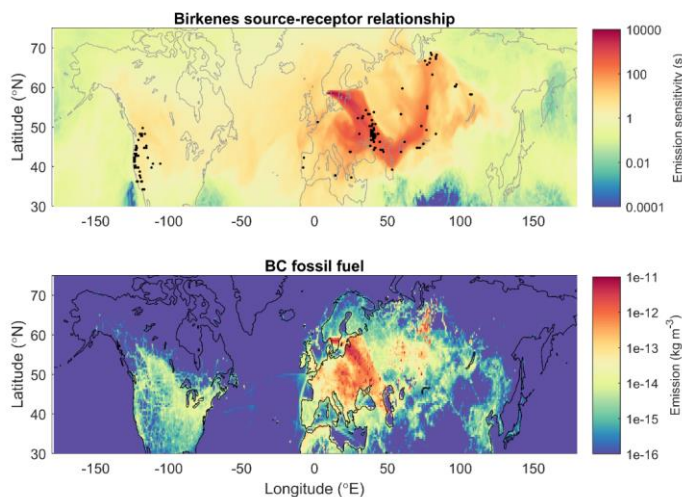 Birkenes source-receptor relationship
70
60
50
40
30
Latitude (°N)
-150 -100 -50 0 50 100 150
10000
100
1
0.01
0.0001
Emission sensitivity (s)
BC fossil fuel
70
60
50
40
30
Latitude (°N)
-150 -100 -50 0 50 100 150
Longitude (°E)
1e-11
1e-12
1e-13
1e-14
1e-15
1e-16
Emission (kg m⁻³)